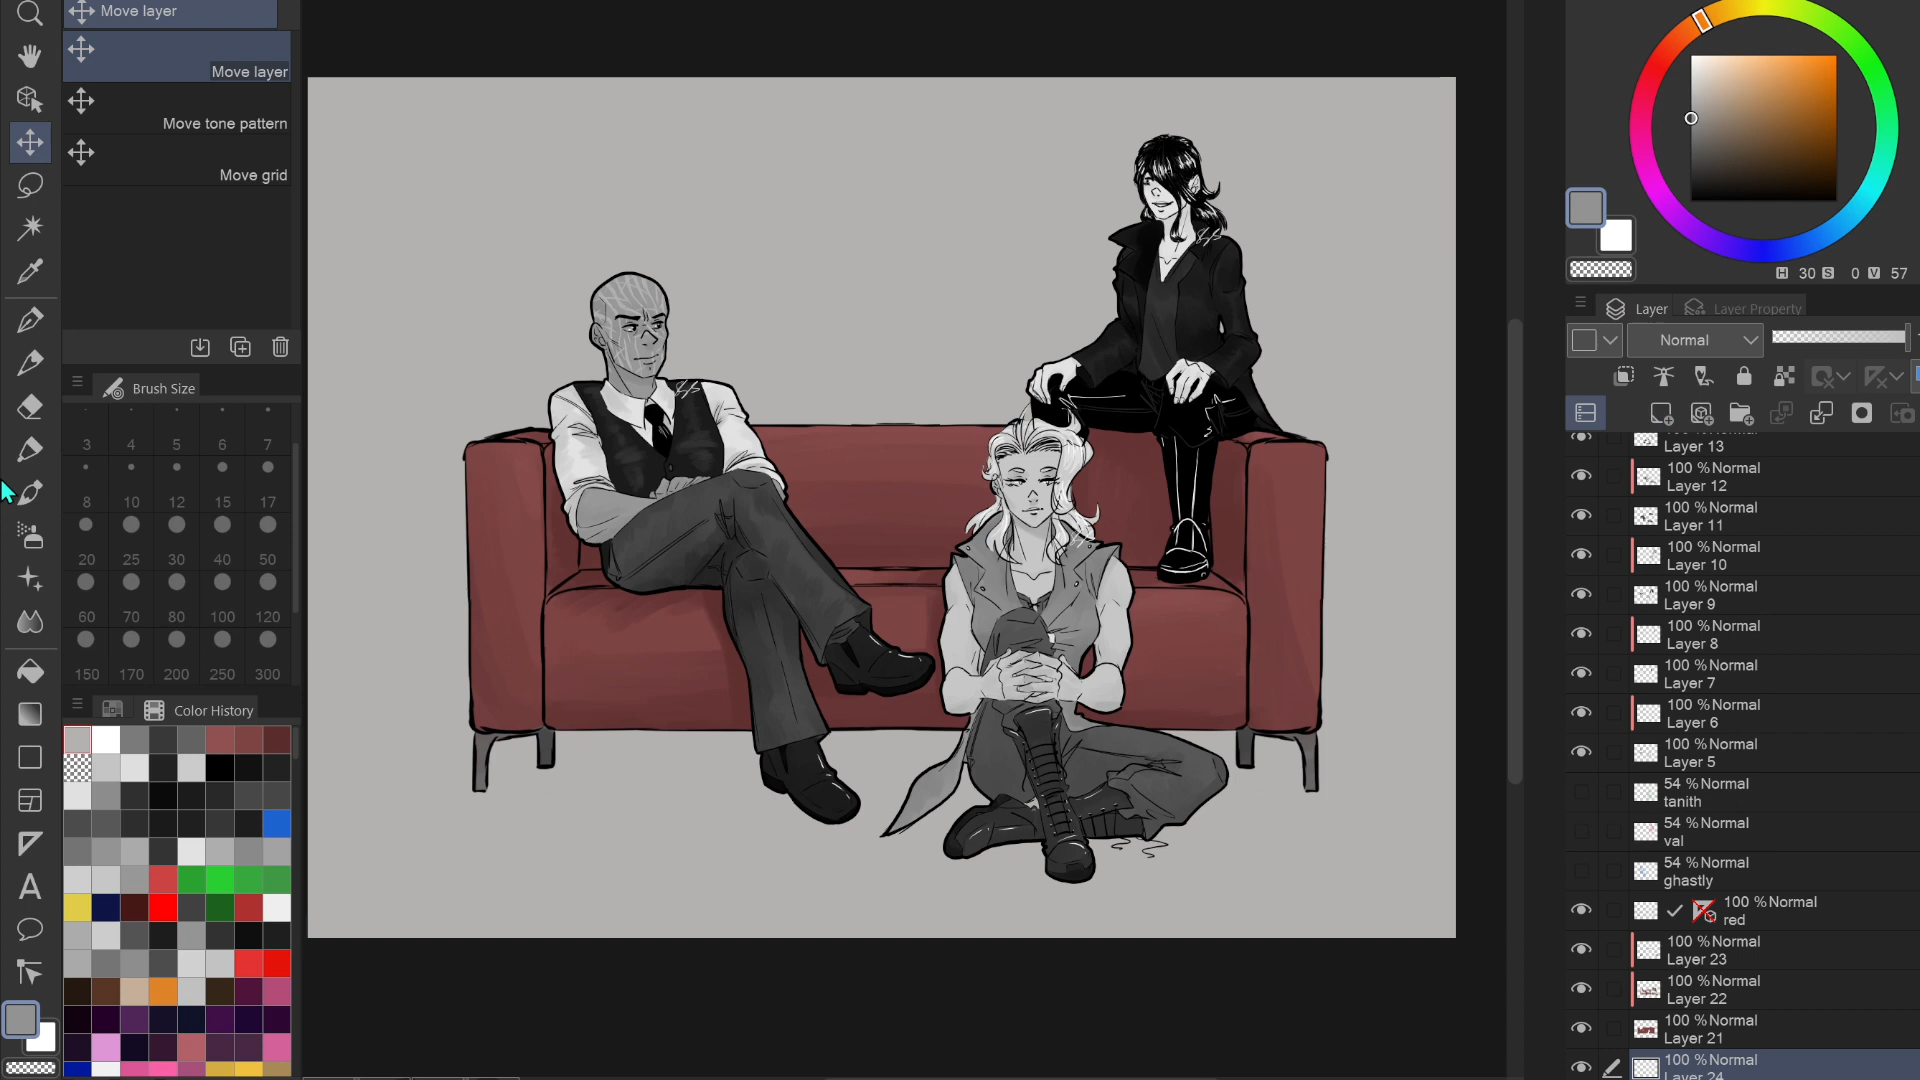 Move layer
Move layer
Move tone pattern
Move grid
Brush Size
3 4 5 6 7
8 10 12 15 17
20 25 30 40 50
60 70 80 100 120
150 170 200 250 300
Color History
H 30 S 0 V 57
Layer Layer Property
Normal
Layer 13
100 % Normal
Layer 12
100 % Normal
Layer 11
100 % Normal
Layer 10
100 % Normal
Layer 9
100 % Normal
Layer 8
100 % Normal
Layer 7
100 % Normal
Layer 6
100 % Normal
Layer 5
54 % Normal
tanith
54 % Normal
val
54 % Normal
ghastly
100 % Normal
red
100 % Normal
Layer 23
100 % Normal
Layer 22
100 % Normal
Layer 21
100 % Normal
Layer 24